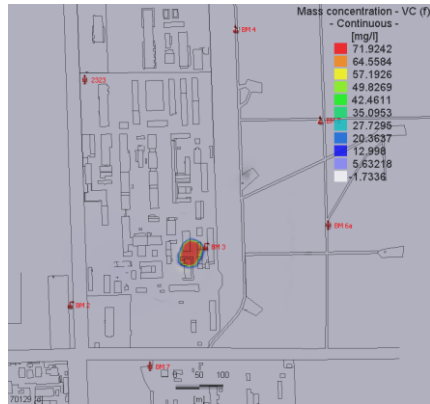 Mass concentration - VC (f)
- Continuous -
[mg/l]
71.9242
64.5584
57.1926
49.8269
42.4611
35.0953
27.7295
20.3637
12.998
5.63218
-1.7336
BM 4
2323
BM 6a
BM 3
BM 2
BM 7
0 50 100
[m]